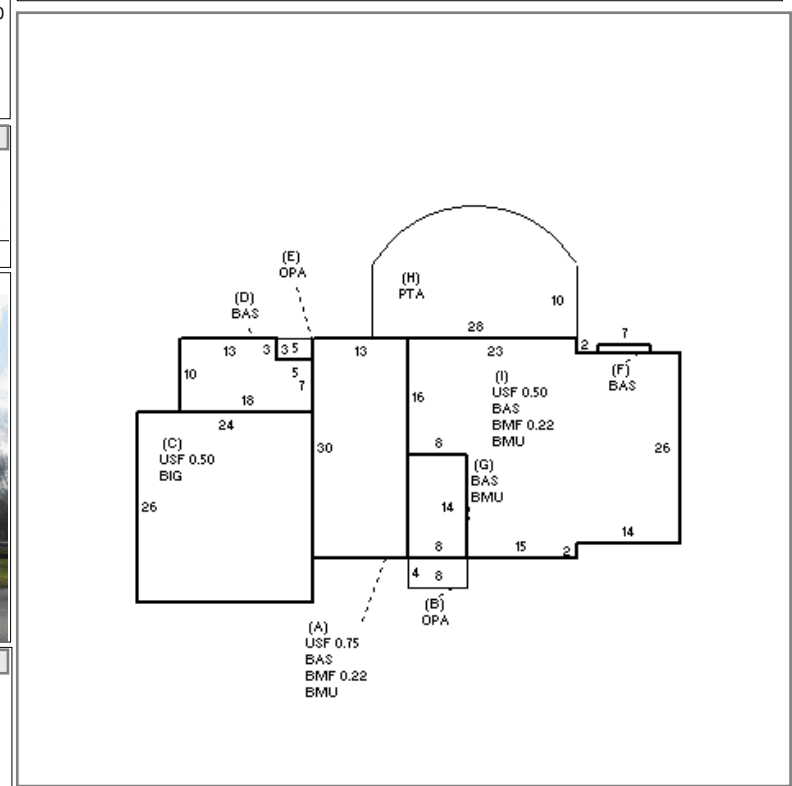 (E)
OPA
(H)
PTA
10
(D)
BAS
28
7
13
3
3
5
13
23
2
(F)
BAS
10
5
7
18
16
(I)
USF 0.50
BAS
BMF 0.22
BMU
24
(C)
USF 0.50
BIG
30
8
26
(G)
BAS
BMU
26
14
8
15
2
14
4
8
(B)
OPA
(A)
USF 0.75
BAS
BMF 0.22
BMU